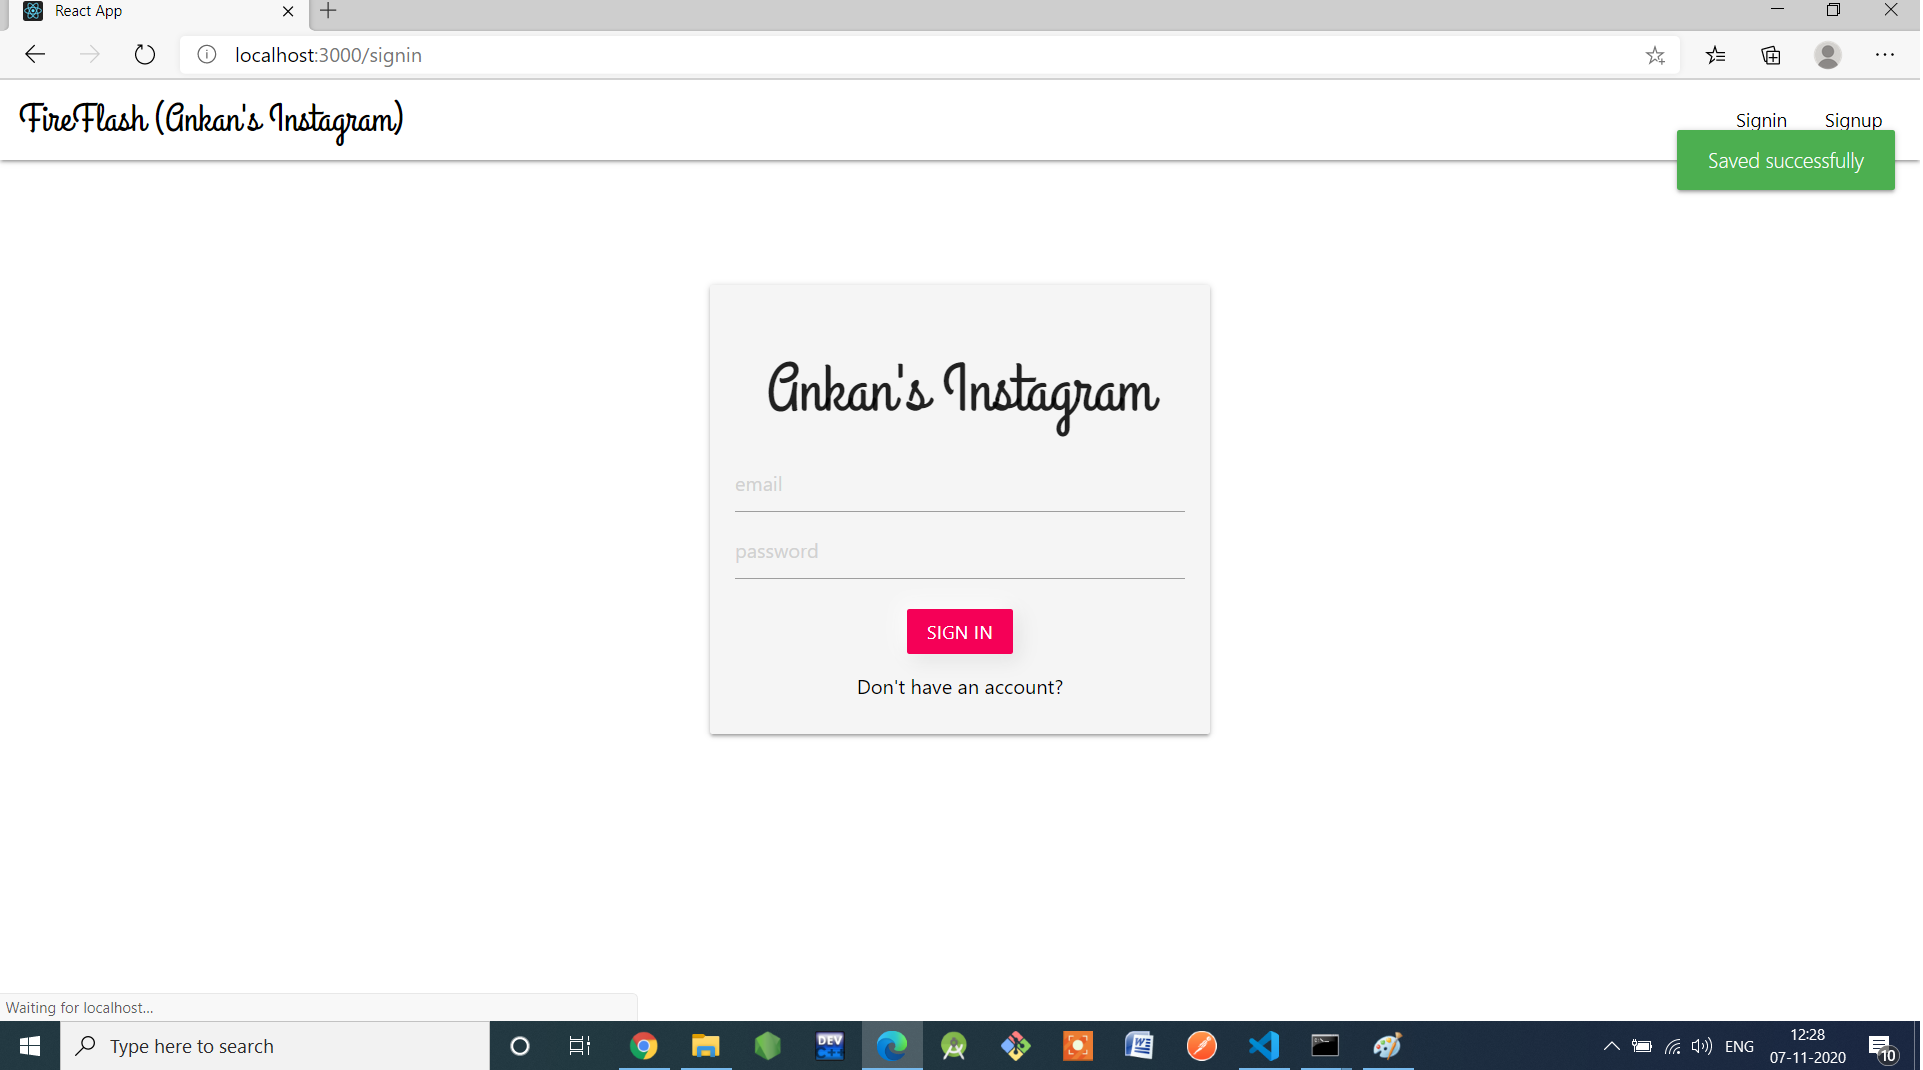 React App
localhost:3000/signin
FireFlash (Ankan's Instagram)
Signin Signup
Saved successfully
Ankan's Instagram
email
password
SIGN IN
Don't have an account?
Waiting for localhost...
Type here to search
DEV
C++
ENG
12:28
07-11-2020
10